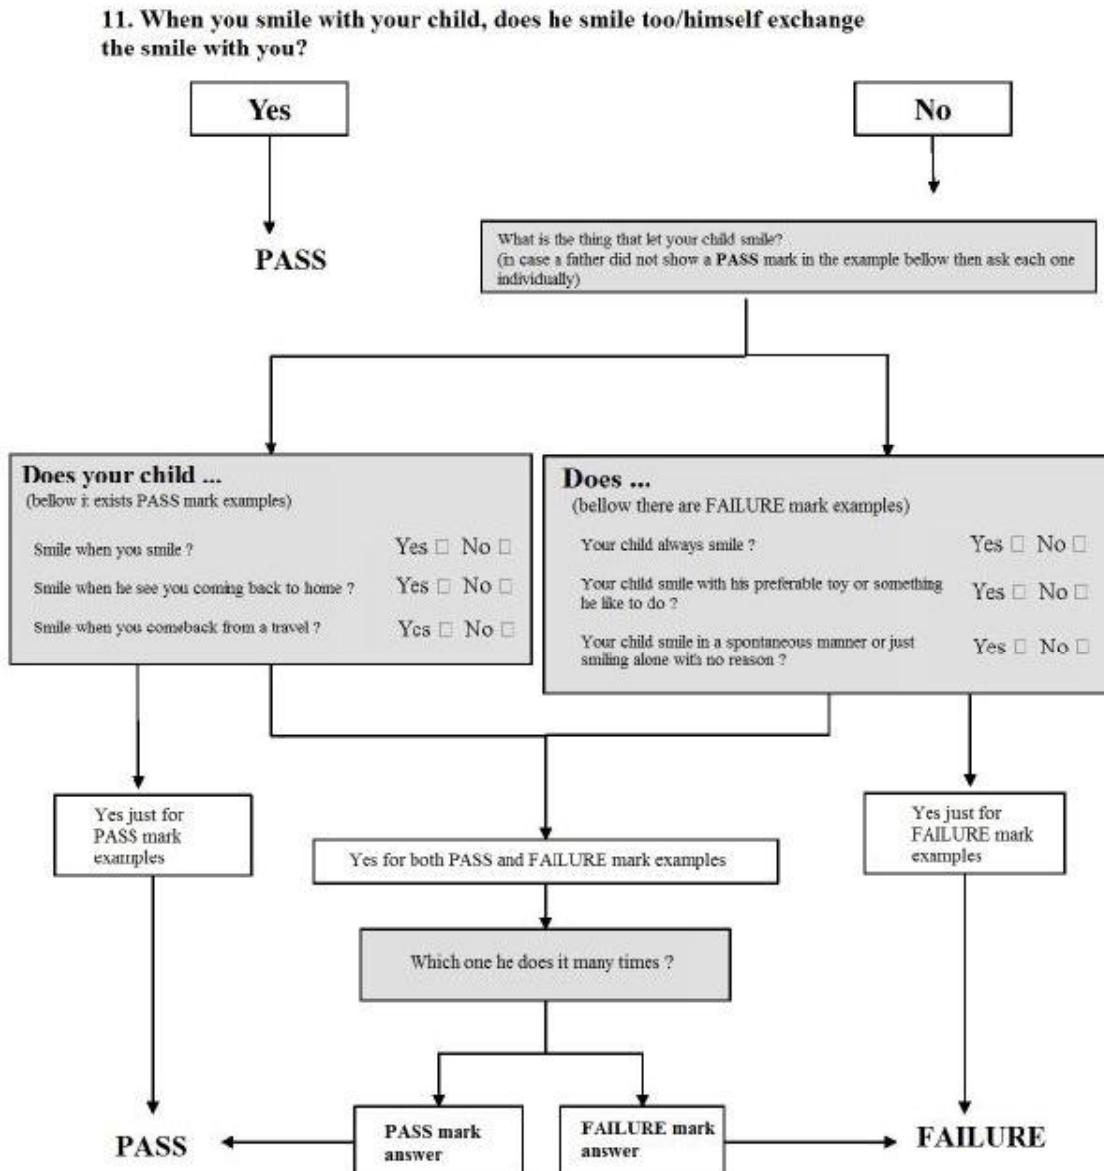 11. When you smile with your child, does he smile too/himself exchange
the smile with you?
Yes
No
PASS
What is the thing that let your child smile?
(in case a father did not show a PASS mark in the example bellow then ask each one
individually)
Does your child ...
(bellow it exists PASS mark examples)
Smile when you smile ? Yes □ No □
Smile when he see you coming back to home ? Yes □ No □
Smile when you comeback from a travel ? Yes □ No □
Does ...
(bellow there are FAILURE mark examples)
Your child always smile ? Yes □ No □
Your child smile with his preferable toy or something
he like to do ? Yes □ No □
Your child smile in a spontaneous manner or just
smiling alone with no reason ? Yes □ No □
Yes just for
PASS mark
examples
Yes for both PASS and FAILURE mark examples
Yes just for
FAILURE mark
examples
Which one he does it many times ?
PASS
PASS mark
answer
FAILURE mark
answer
FAILURE